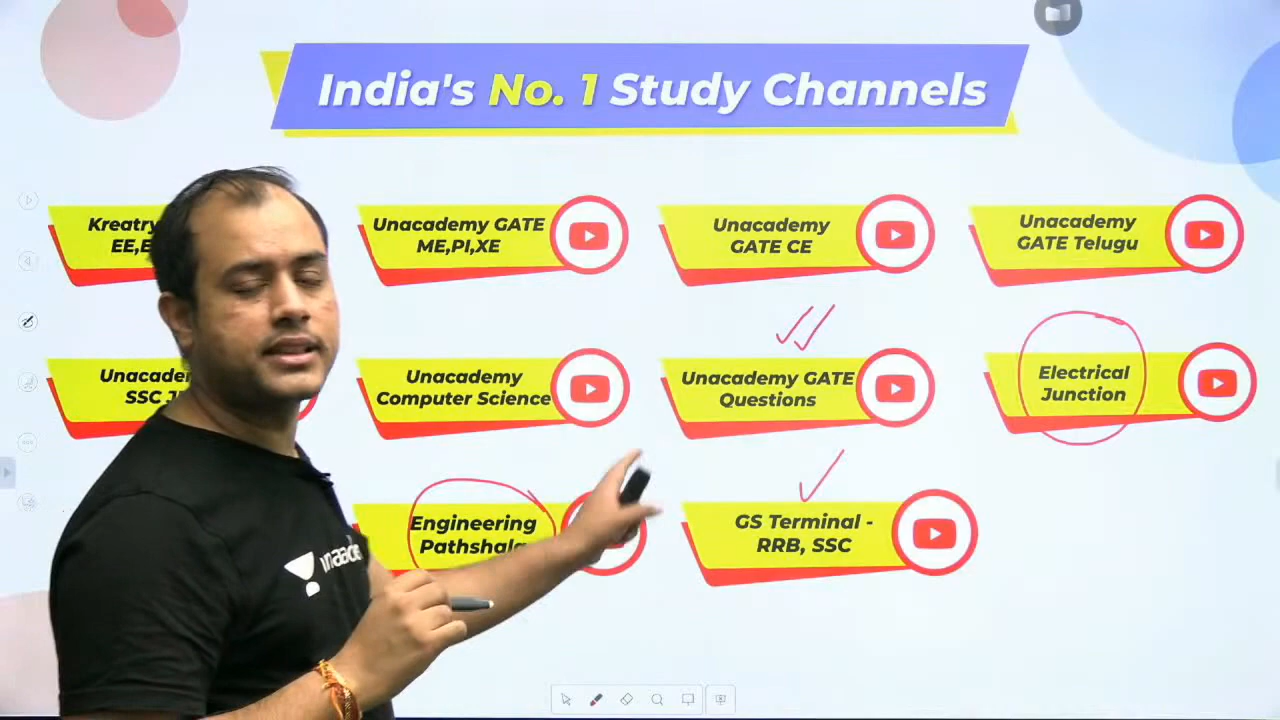 India's No. 1 Study Channels
Unacademy GATE
ME,PI,XE
Unacademy
GATE CE
Unacademy
GATE Telugu
SSC
Unacademy
Computer Science
Unacademy GATE
Questions
Electrical
Junction
Engineering
GS Terminal -
RRB, SSC